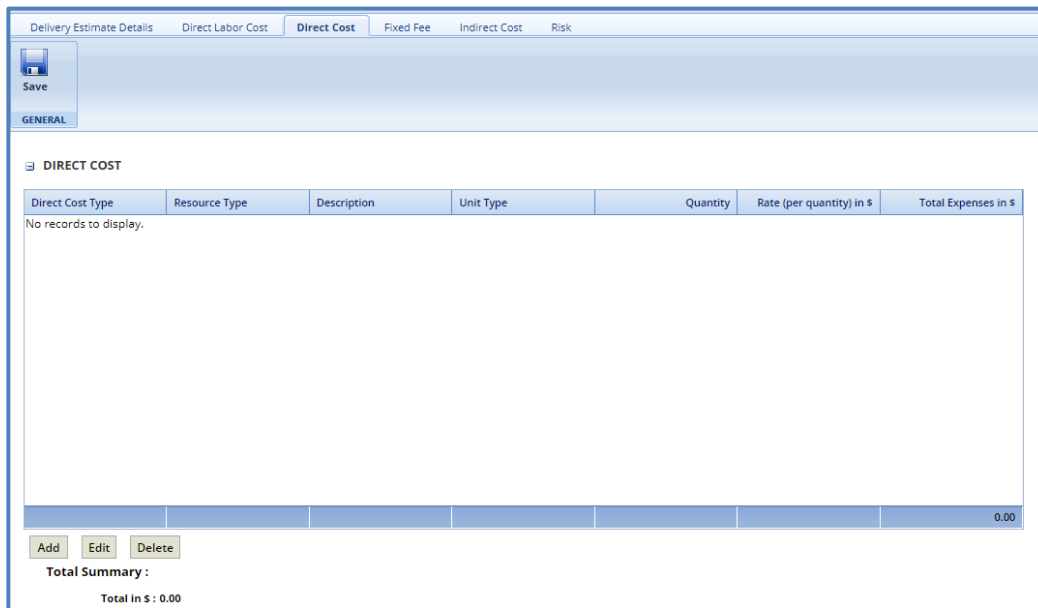 Delivery Estimate Details Direct Labor Cost Direct Cost Fixed Fee Indirect Cost Risk
Save
GENERAL
DIRECT COST
Direct Cost Type Resource Type Description Unit Type Quantity Rate (per quantity) in $ Total Expenses in $
No records to display.
0.00
Add Edit Delete
Total Summary :
Total in $ : 0.00